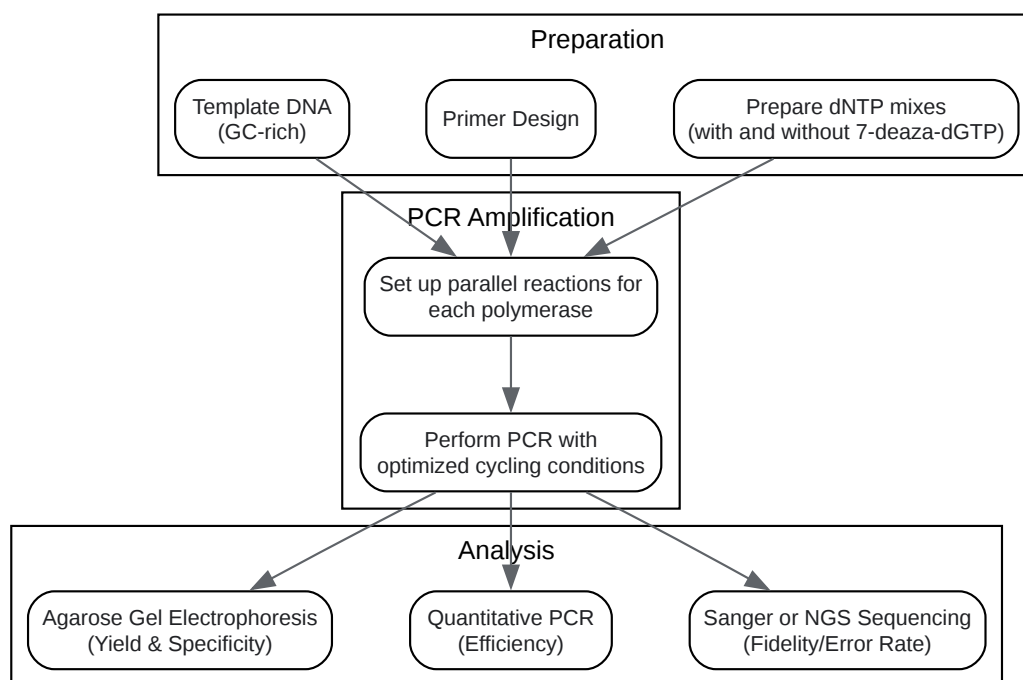 Preparation
Template DNA
(GC-rich)
Primer Design
Prepare dNTP mixes
(with and without 7-deaza-dGTP)
PCR Amplification
Set up parallel reactions for
each polymerase
Perform PCR with
optimized cycling conditions
Analysis
Agarose Gel Electrophoresis
(Yield & Specificity)
Quantitative PCR
(Efficiency)
Sanger or NGS Sequencing
(Fidelity/Error Rate)